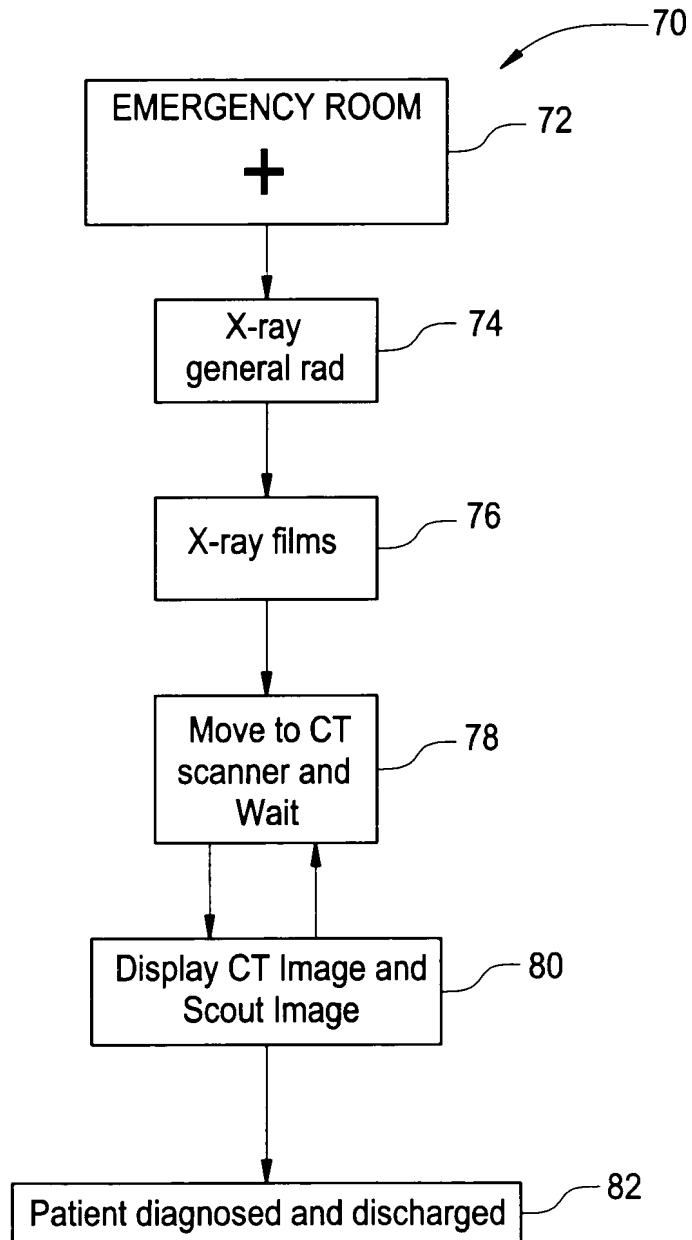 70
EMERGENCY ROOM
72
X-ray
general rad
74
X-ray films
76
Move to CT
scanner and
Wait
78
Display CT Image and
Scout Image
80
Patient diagnosed and discharged
82